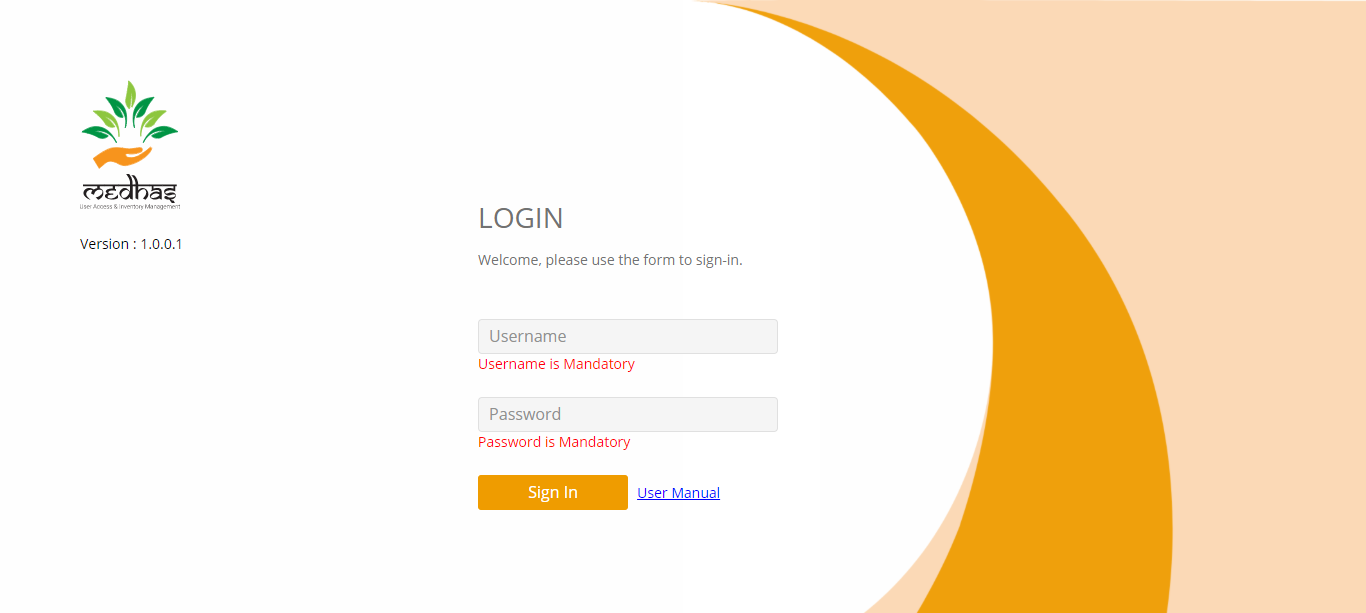 medhas
User Access & Inventory Management
Version : 1.0.0.1
LOGIN
Welcome, please use the form to sign-in.
Username
Username is Mandatory
Password
Password is Mandatory
Sign In
User Manual